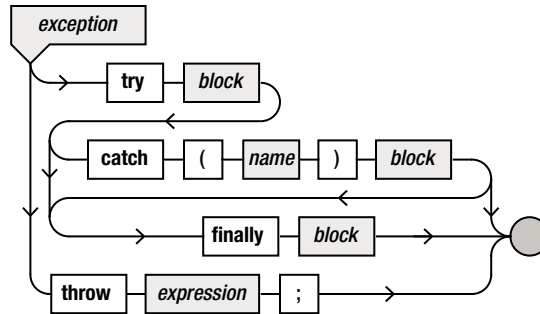 exception
try block
catch ( name ) block
finally block
throw expression ;